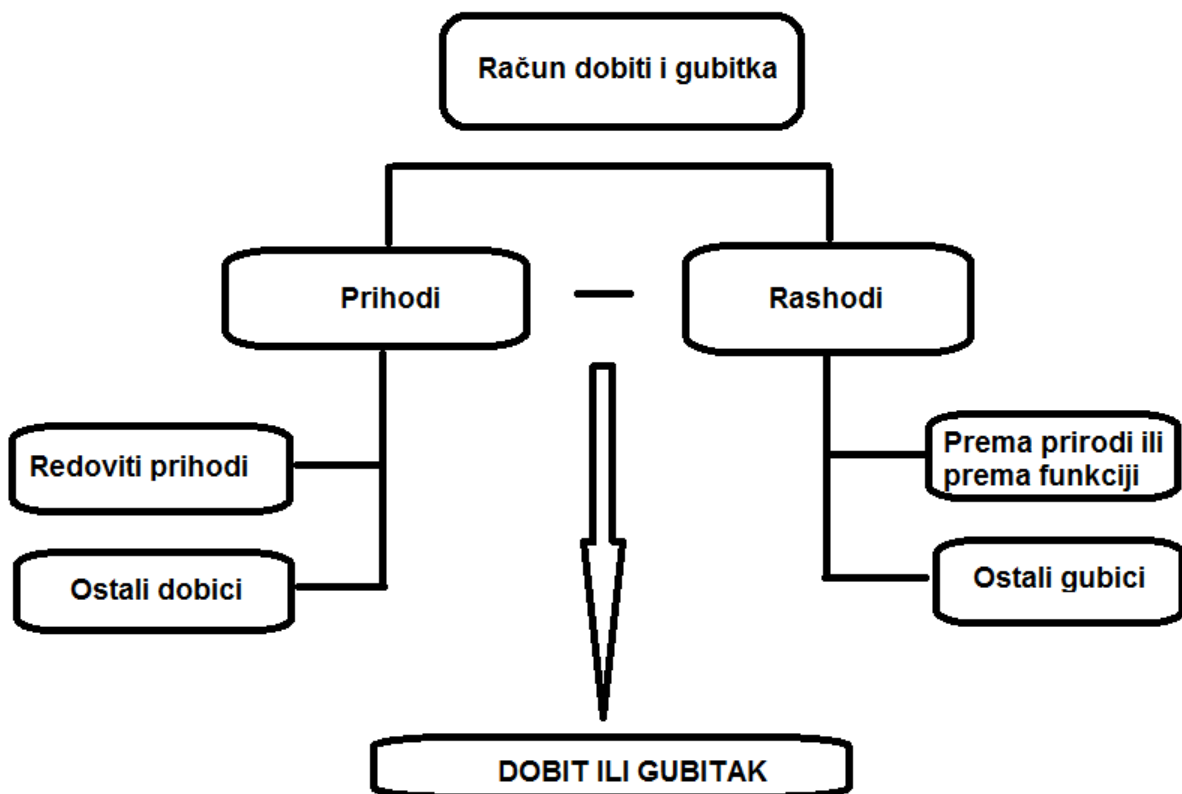 Račun dobiti i gubitka
Prihodi
Rashodi
Redoviti prihodi
Prema prirodi ili
prema funkciji
Ostali dobici
Ostali gubici
DOBIT ILI GUBITAK